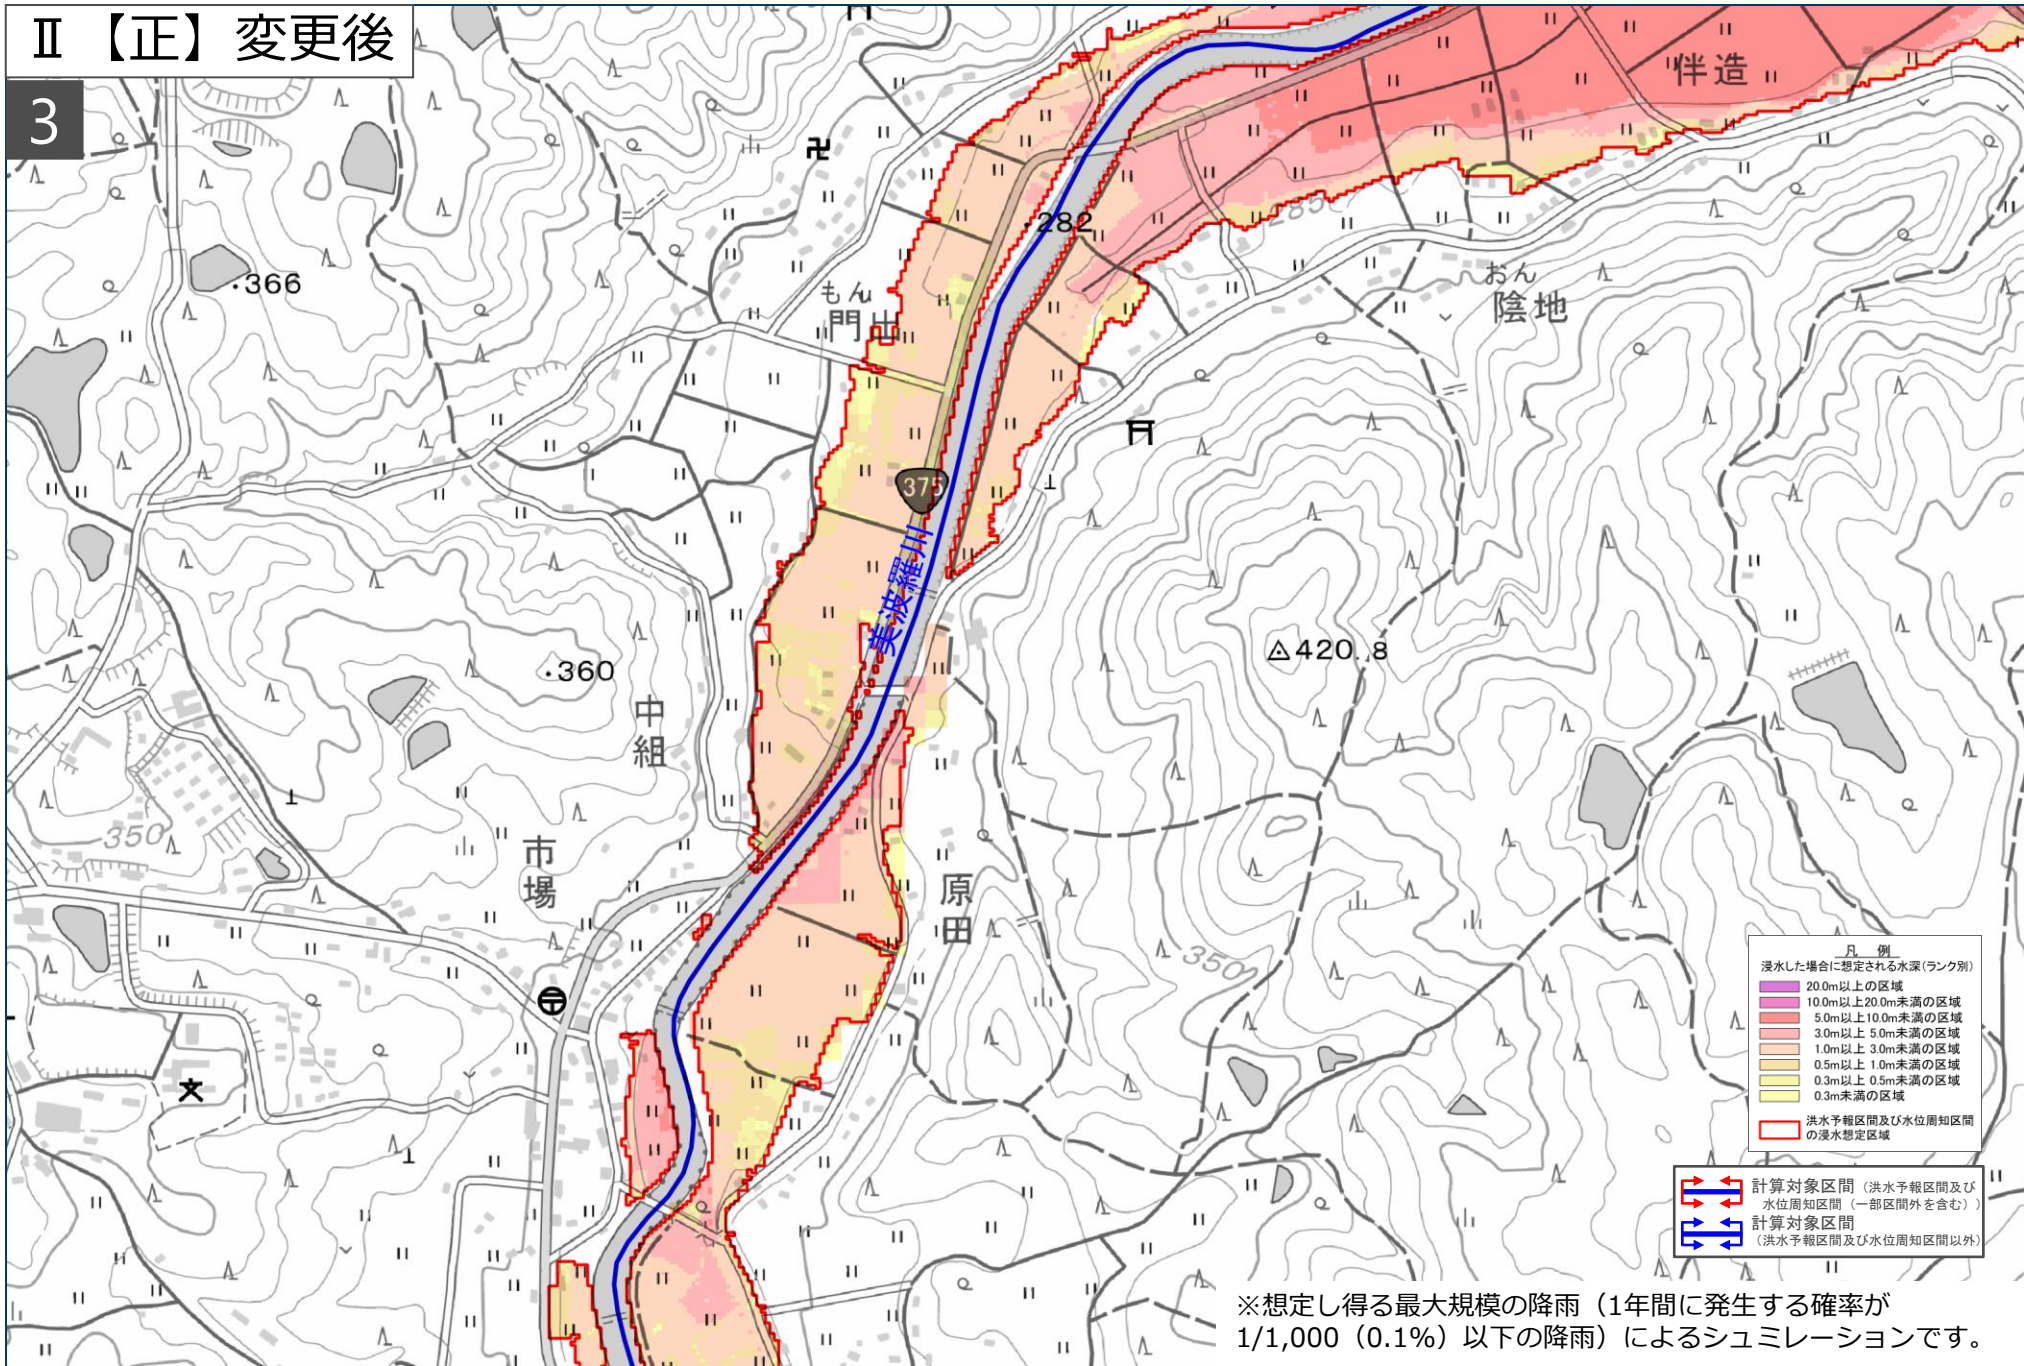 Ⅱ 【正】変更後
3
伴造
282
285
366
もん
門出
おん
陰地
375
美波羅川
420.8
360
中組
350
市場
原田
350
凡 例
浸水した場合に想定される水深(ランク別)
20.0m以上の区域
10.0m以上20.0m未満の区域
5.0m以上10.0m未満の区域
3.0m以上 5.0m未満の区域
1.0m以上 3.0m未満の区域
0.5m以上 1.0m未満の区域
0.3m以上 0.5m未満の区域
0.3m未満の区域
洪水予報区間及び水位周知区間
の浸水想定区域
計算対象区間(洪水予報区間及び
水位周知区間(一部区間外を含む))
計算対象区間
(洪水予報区間及び水位周知区間以外)
※想定し得る最大規模の降雨(1年間に発生する確率が
1/1,000(0.1%)以下の降雨)によるシュミレーションです。